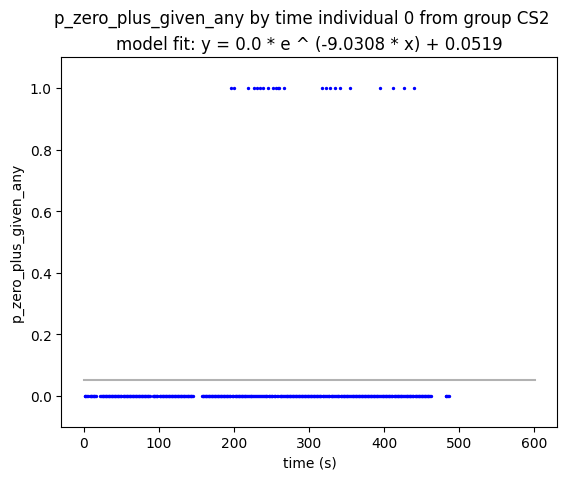 p_zero_plus_given_any by time individual 0 from group CS2
model fit: y = 0.0 * e ^ (-9.0308 * x) + 0.0519
1.0
0.8
0.6
0.4
0.2
0.0
p_zero_plus_given_any
0 100 200 300 400 500 600
time (s)